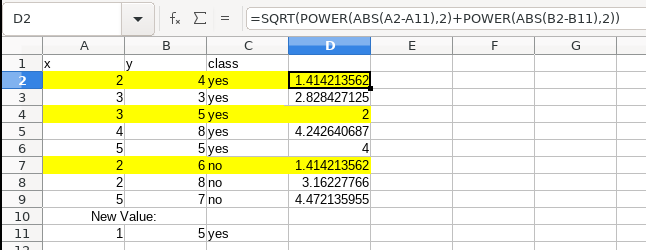 D2 fx Σ = =SQRT(POWER(ABS(A2-A11),2)+POWER(ABS(B2-B11),2))
A B C D E F G
1 x y class
2 2 4 yes 1.414213562
3 3 3 yes 2.828427125
4 3 5 yes 2
5 4 8 yes 4.242640687
6 5 5 yes 4
7 2 6 no 1.414213562
8 2 8 no 3.16227766
9 5 7 no 4.472135955
10 New Value:
11 1 5 yes